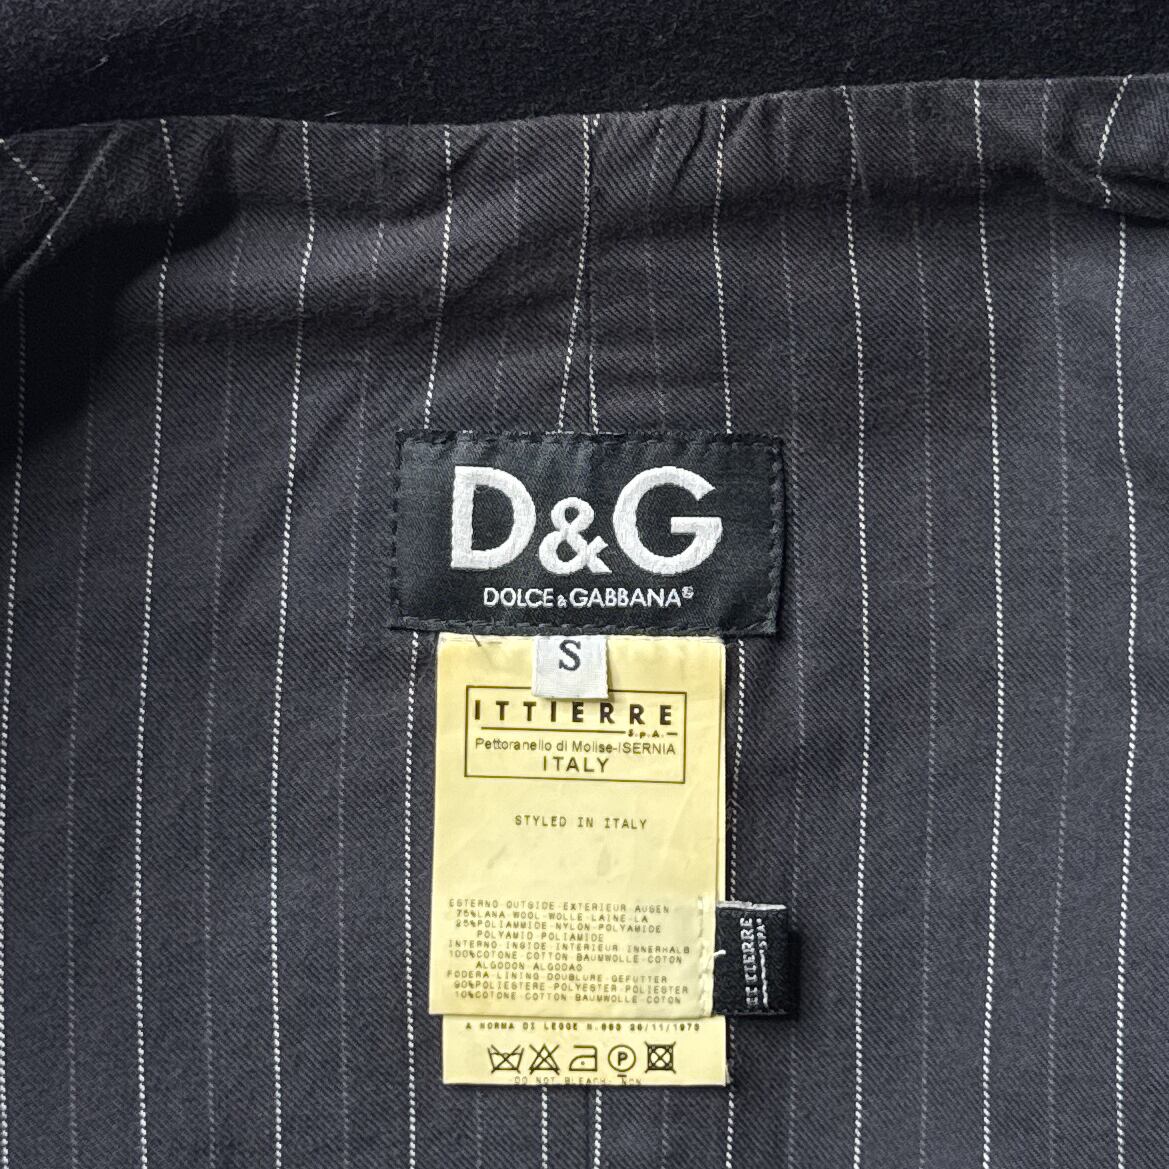 D&G
DOLCE & GABBANA®
S
ITTIERRE
S.p.A.
Pettoranello di Molise-ISERNIA
ITALY
STYLED IN ITALY
ESTERNO·OUTSIDE·EXTERIEUR·AUSEN
75%LANA·WOOL·WOLLE·LAINE·LA
25%POLIAMMIDE·NYLON·POLYAMIDE
POLYAMID·POLIAMIDE
INTERNO·INSIDE·INTERIEUR·INNERHALB
100%COTONE·COTTON·BAUMWOLLE·COTON
ALGODON·ALGODAO
FODERA·LINING·DOUBLURE·GEFUTTER
90%POLIESTERE·POLYESTER·POLIESTER
10%COTONE·COTTON·BAUMWOLLE·COTON
ITTIERRE
SPA
A NORMA DI LEGGE N.883 26/11/1973
P
DO NOT BLEACH